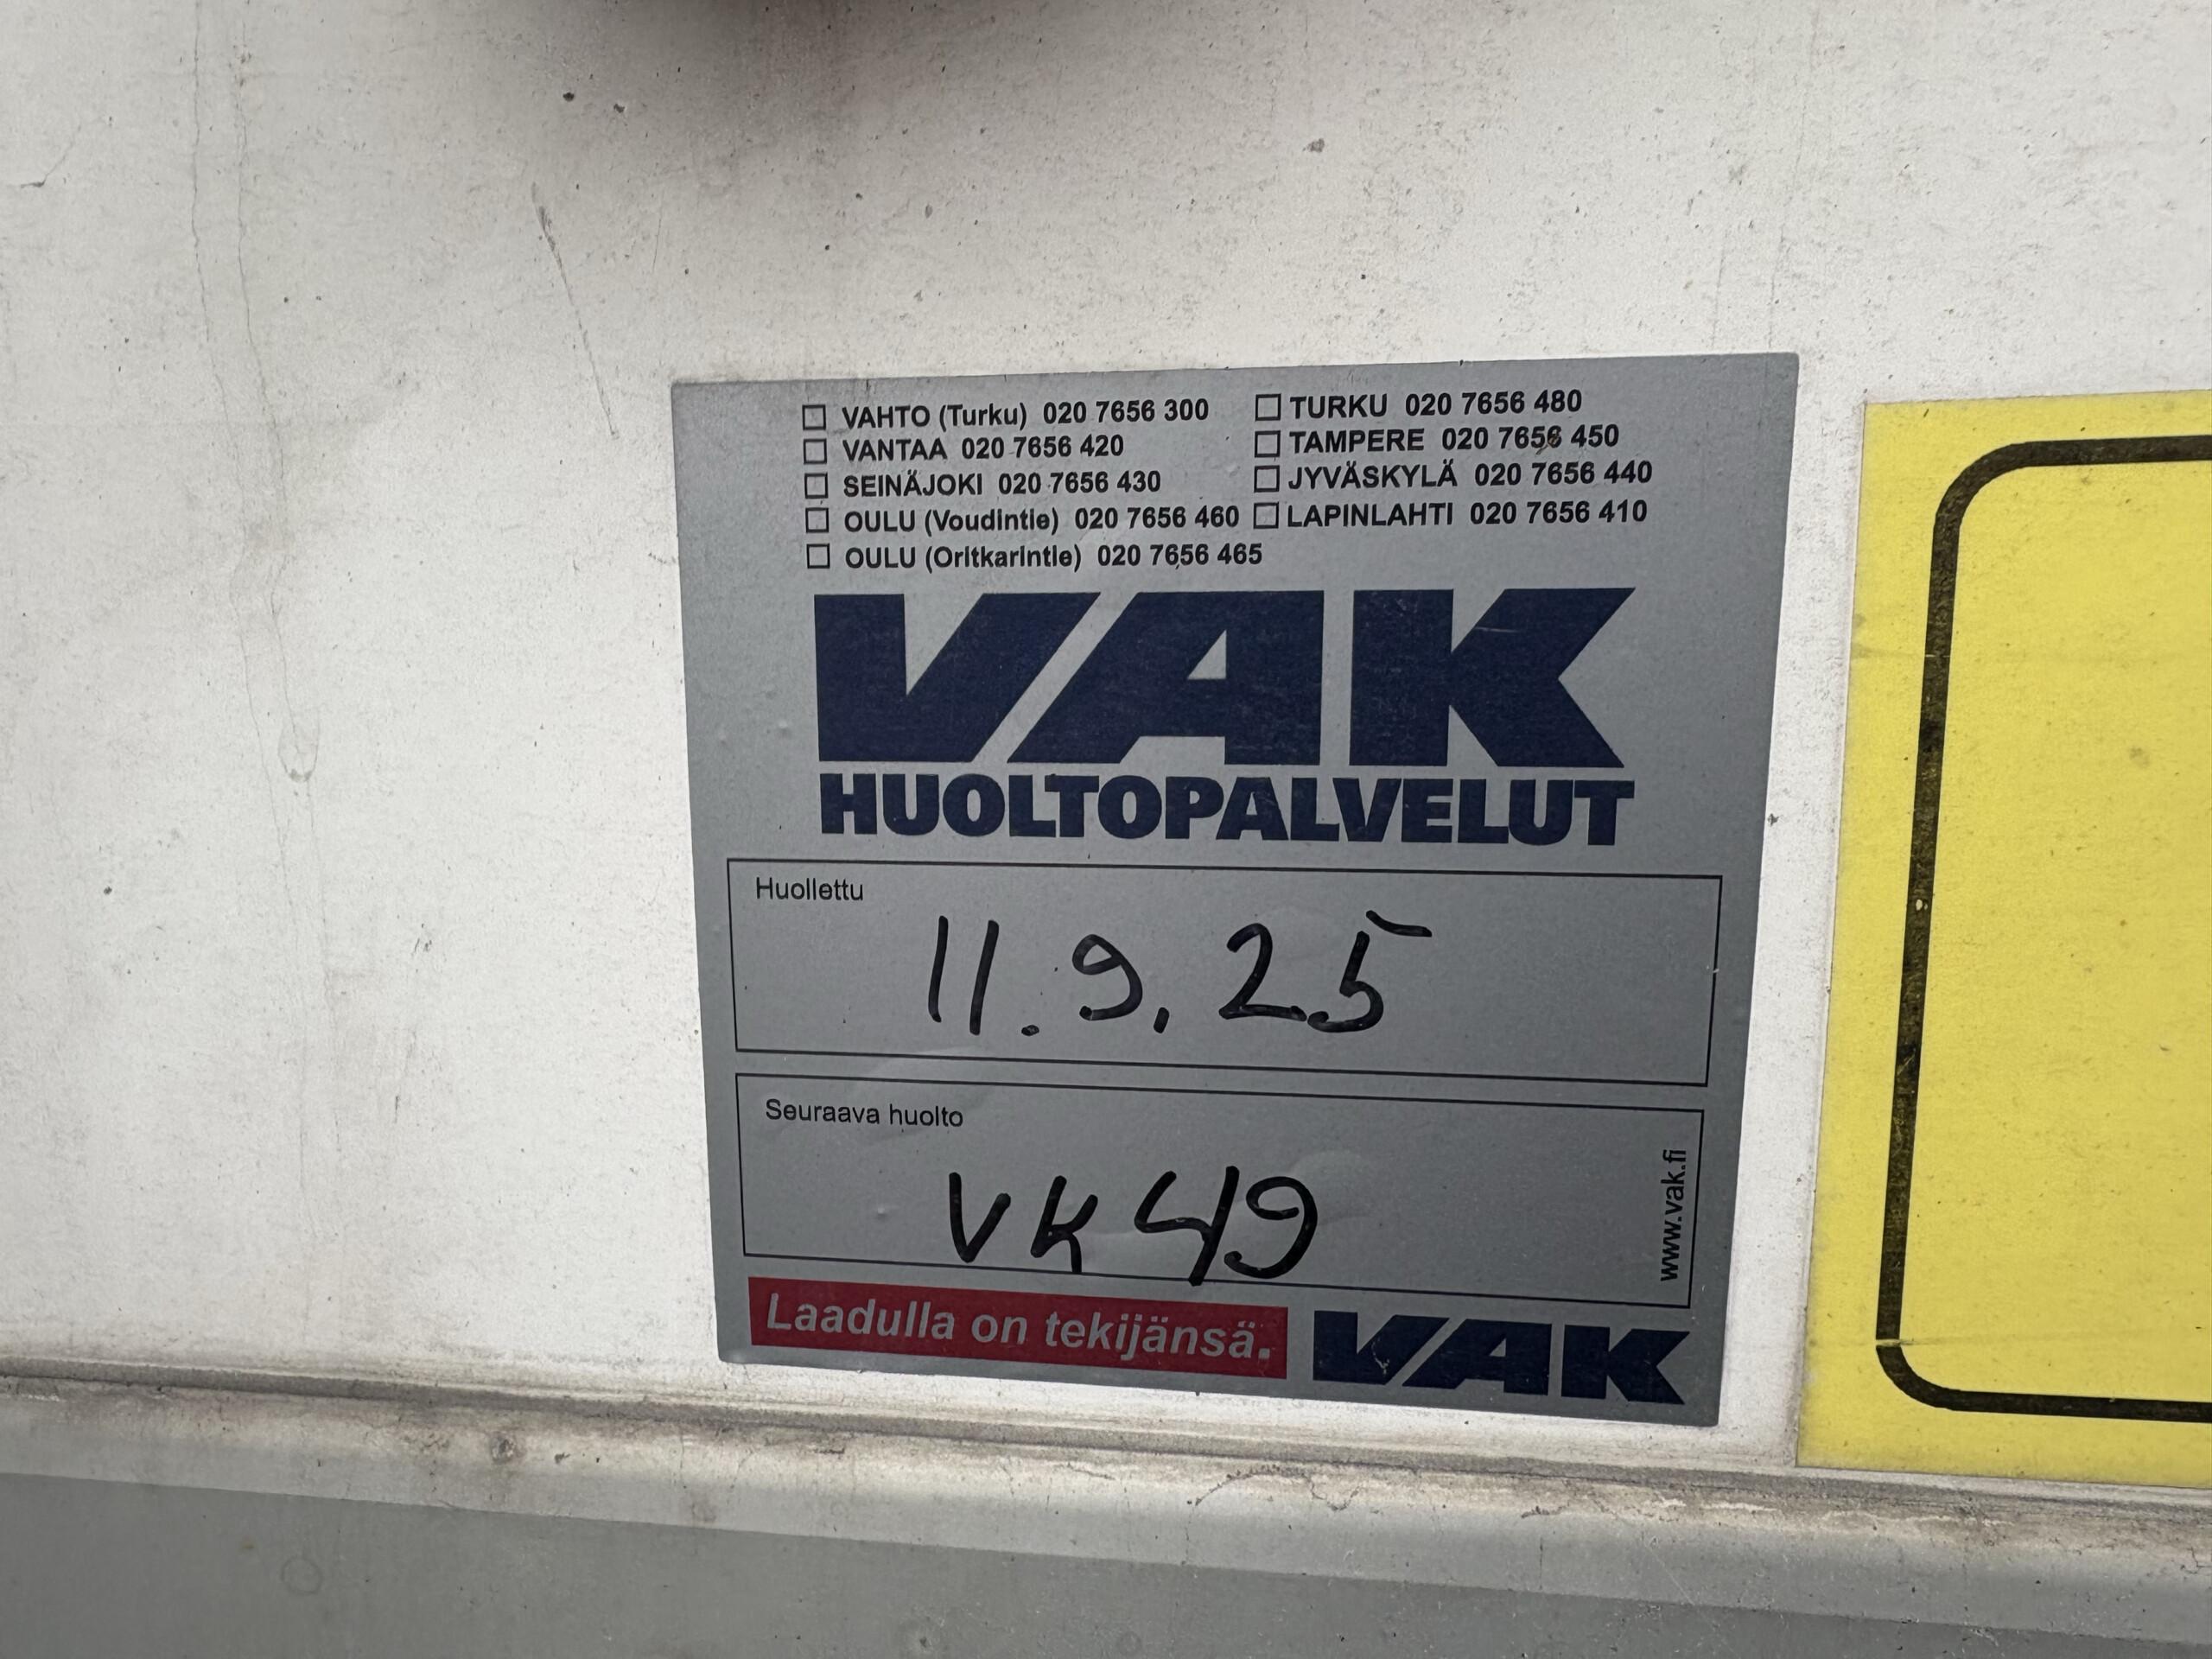 VAHTO (Turku) 020 7656 300
VANTAA 020 7656 420
SEINÄJOKI 020 7656 430
OULU (Voudintie) 020 7656 460
OULU (Oritkarintie) 020 7656 465
TURKU 020 7656 480
TAMPERE 020 7656 450
JYVÄSKYLÄ 020 7656 440
LAPINLAHTI 020 7656 410
VAK
HUOLTOPALVELUT
Huollettu
11.9.25
Seuraava huolto
VK 49
www.vak.fi
Laadulla on tekijänsä. VAK